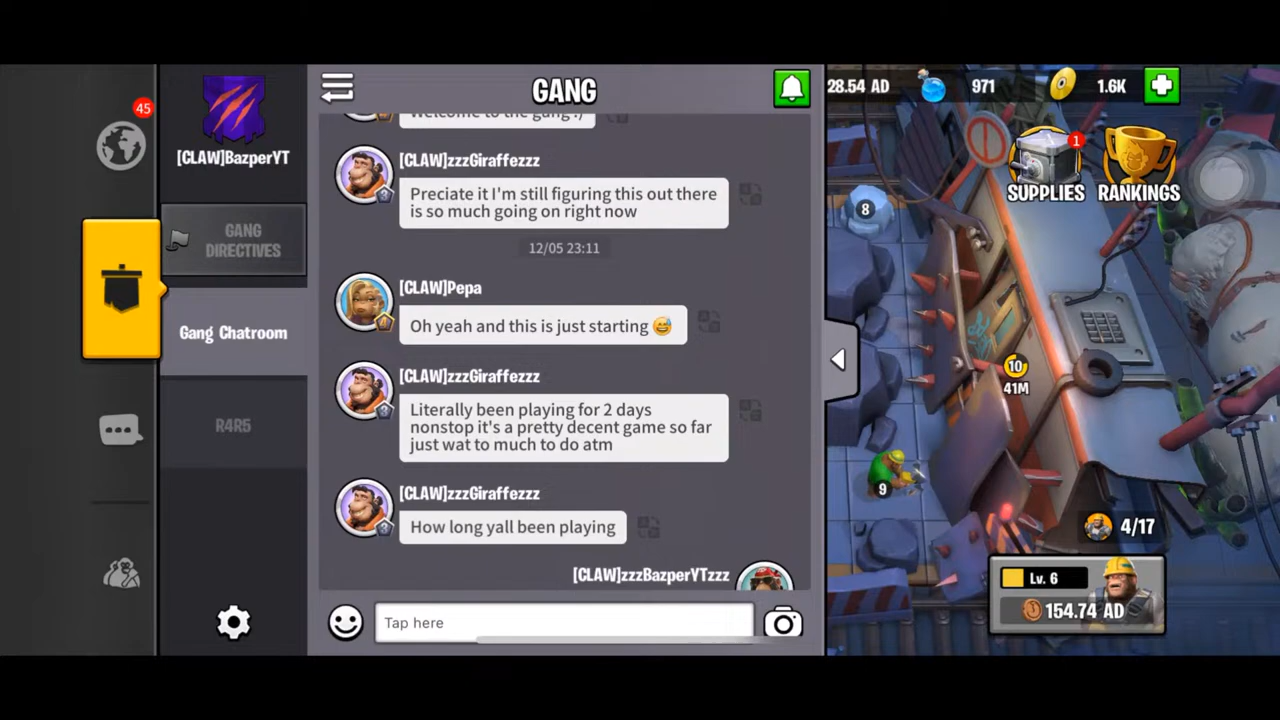 45
[CLAW]BazperYT
GANG DIRECTIVES
Gang Chatroom
R4R5
GANG
Welcome to the gang :/
[CLAW]zzzGiraffezzz
Preciate it I'm still figuring this out there
is so much going on right now
12/05 23:11
[CLAW]Pepa
Oh yeah and this is just starting 😅
[CLAW]zzzGiraffezzz
Literally been playing for 2 days
nonstop it's a pretty decent game so far
just wat to much to do atm
[CLAW]zzzGiraffezzz
How long yall been playing
[CLAW]zzzBazperYTzzz
Tap here
28.54 AD
971
1.6K
1
SUPPLIES
RANKINGS
8
10
41M
9
4/17
Lv. 6
154.74 AD